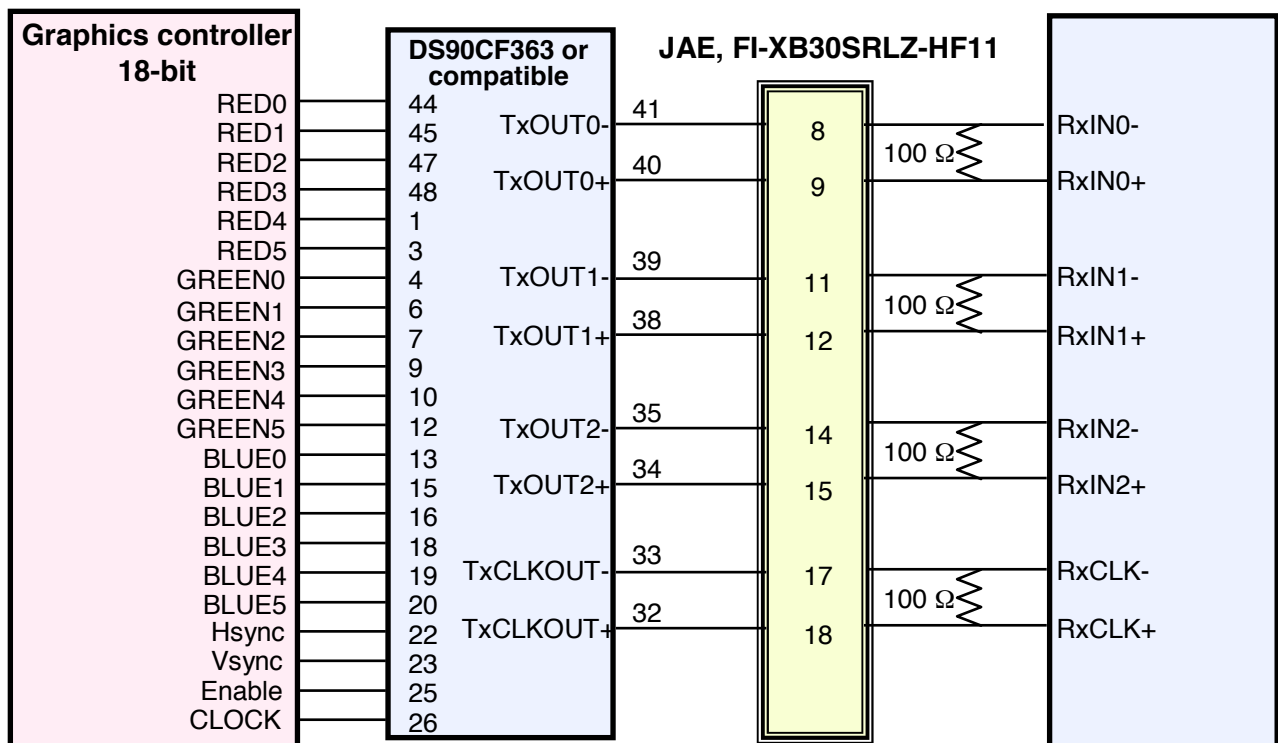 Graphics controller
18-bit
RED0
RED1
RED2
RED3
RED4
RED5
GREEN0
GREEN1
GREEN2
GREEN3
GREEN4
GREEN5
BLUE0
BLUE1
BLUE2
BLUE3
BLUE4
BLUE5
Hsync
Vsync
Enable
CLOCK
DS90CF363 or
compatible
44
45
47
48
1
3
4
6
7
9
10
12
13
15
16
18
19
20
22
23
25
26
TxOUT0-
TxOUT0+
TxOUT1-
TxOUT1+
TxOUT2-
TxOUT2+
TxCLKOUT-
TxCLKOUT+
41
40
39
38
35
34
33
32
JAE, FI-XB30SRLZ-HF11
8
9
11
12
14
15
17
18
100 Ω
100 Ω
100 Ω
100 Ω
RxIN0-
RxIN0+
RxIN1-
RxIN1+
RxIN2-
RxIN2+
RxCLK-
RxCLK+